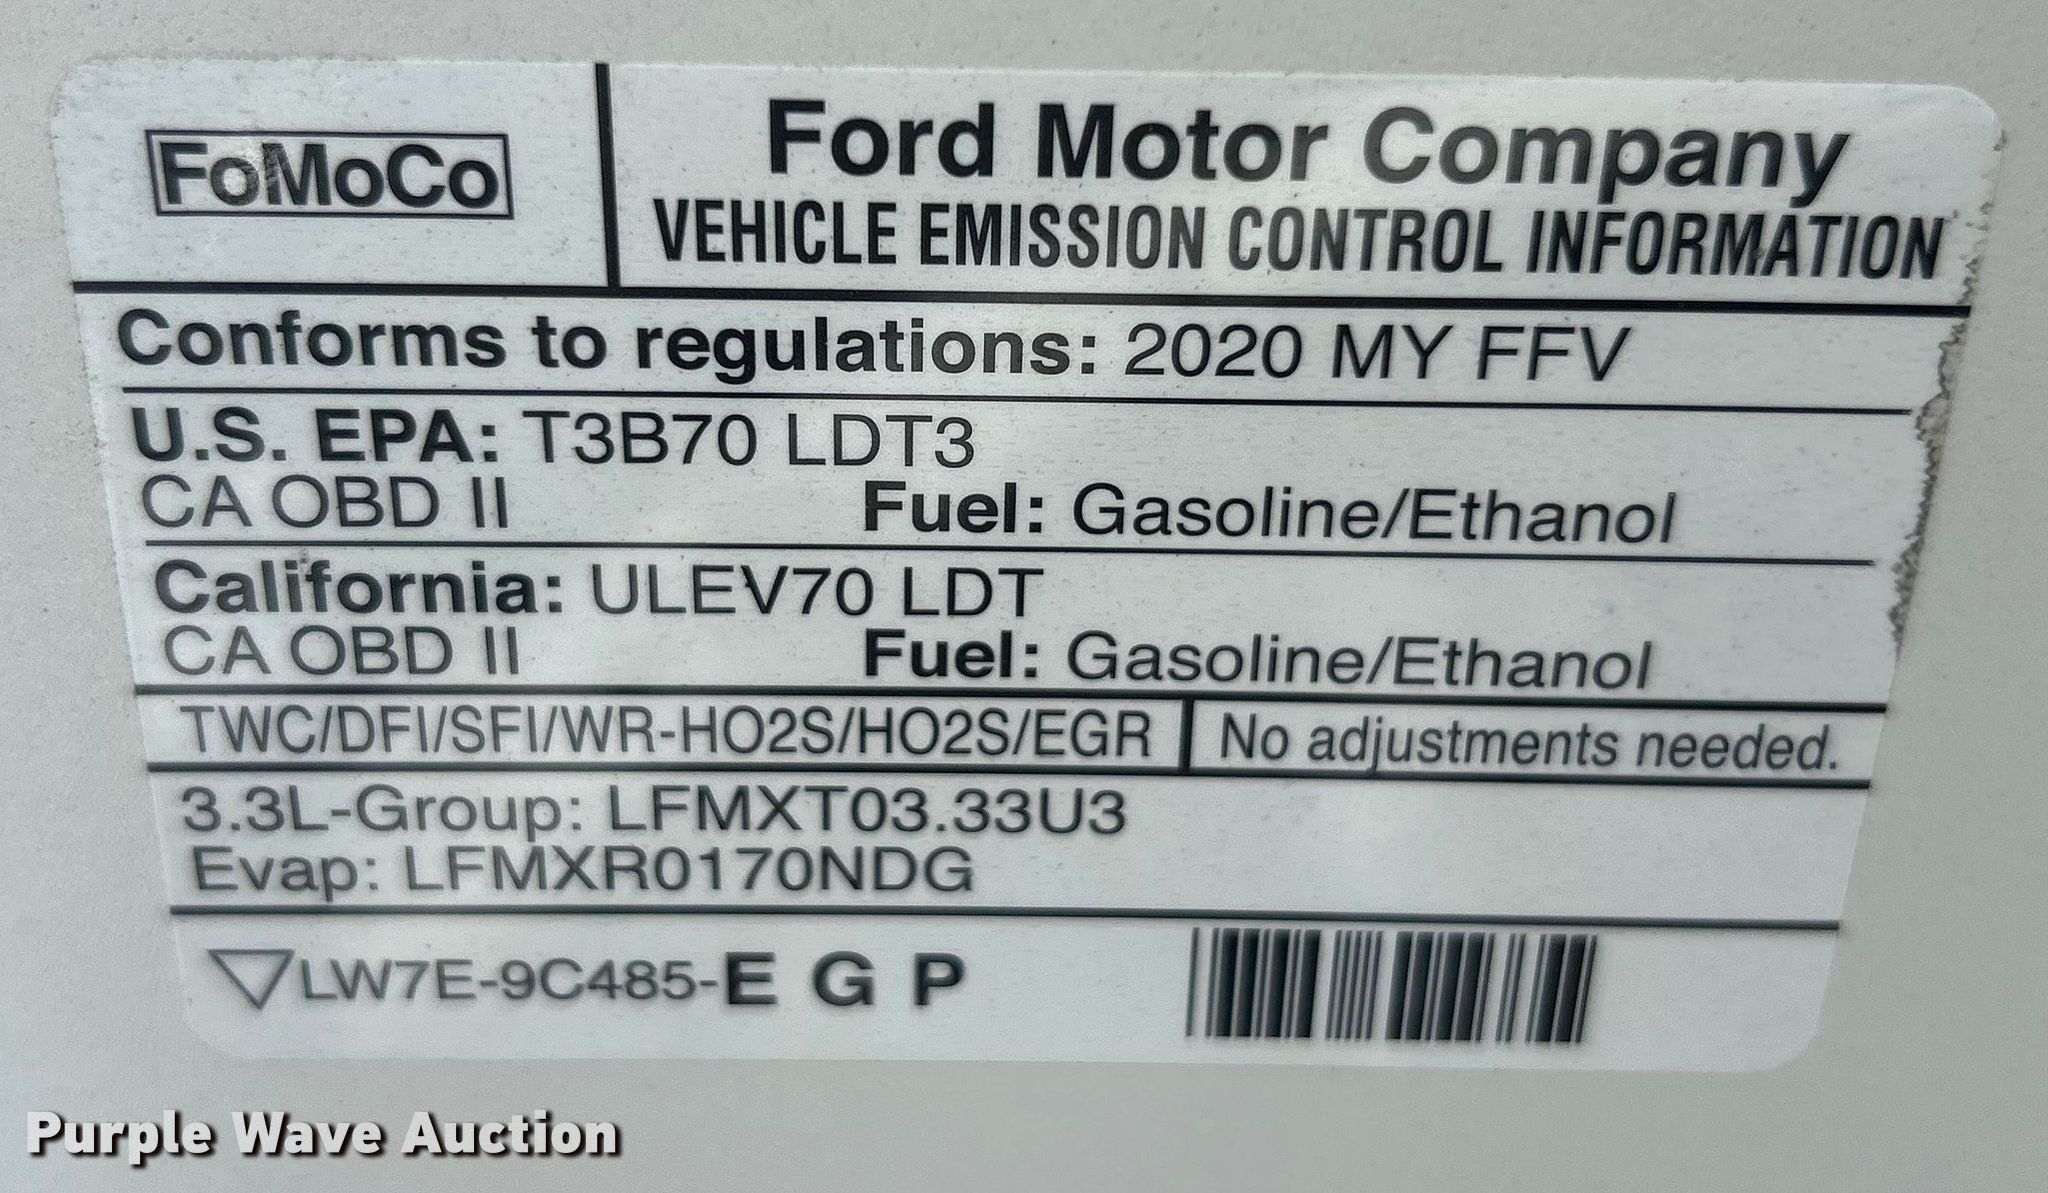 FoMoCo
Ford Motor Company
VEHICLE EMISSION CONTROL INFORMATION
Conforms to regulations: 2020 MY FFV
U.S. EPA: T3B70 LDT3
CA OBD II Fuel: Gasoline/Ethanol
California: ULEV70 LDT
CA OBD II Fuel: Gasoline/Ethanol
TWC/DFI/SFI/WR-HO2S/HO2S/EGR No adjustments needed.
3.3L-Group: LFMXT03.33U3
Evap: LFMXR0170NDG
LW7E-9C485-E G P
Purple Wave Auction